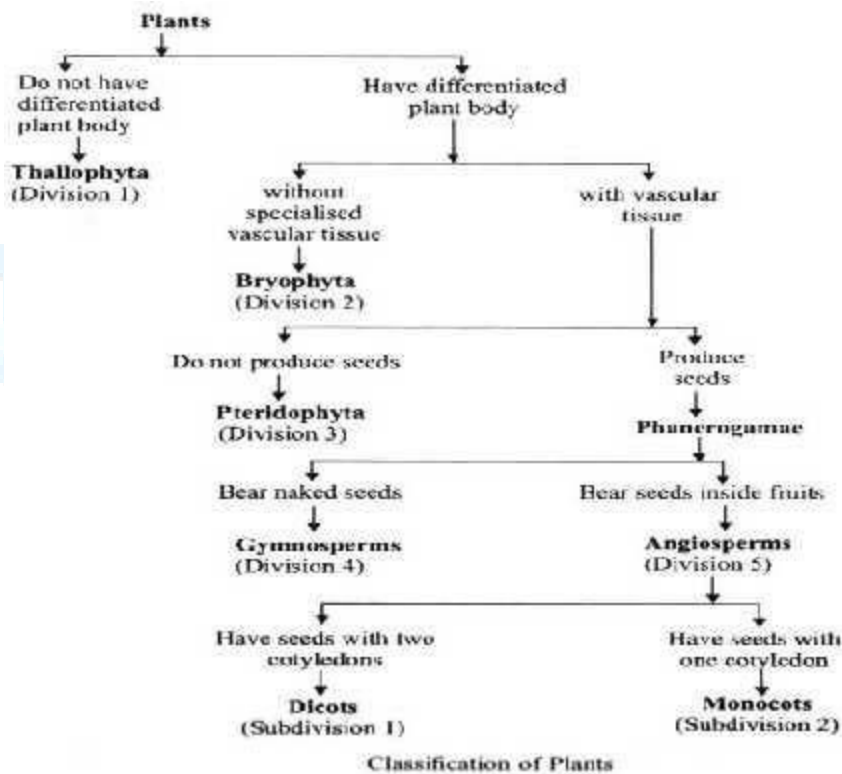 Plants
Do not have
differentiated
plant body
Have differentiated
plant body
Thallophyta
(Division 1)
without
specialised
vascular tissue
with vascular
tissue
Bryophyta
(Division 2)
Do not produce seeds
Produce
seeds
Pteridophyta
(Division 3)
Phanerogamae
Bear naked seeds
Bear seeds inside fruits
Gymnosperms
(Division 4)
Angiosperms
(Division 5)
Have seeds with two
cotyledons
Have seeds with
one cotyledon
Dicots
(Subdivision 1)
Monocots
(Subdivision 2)
Classification of Plants